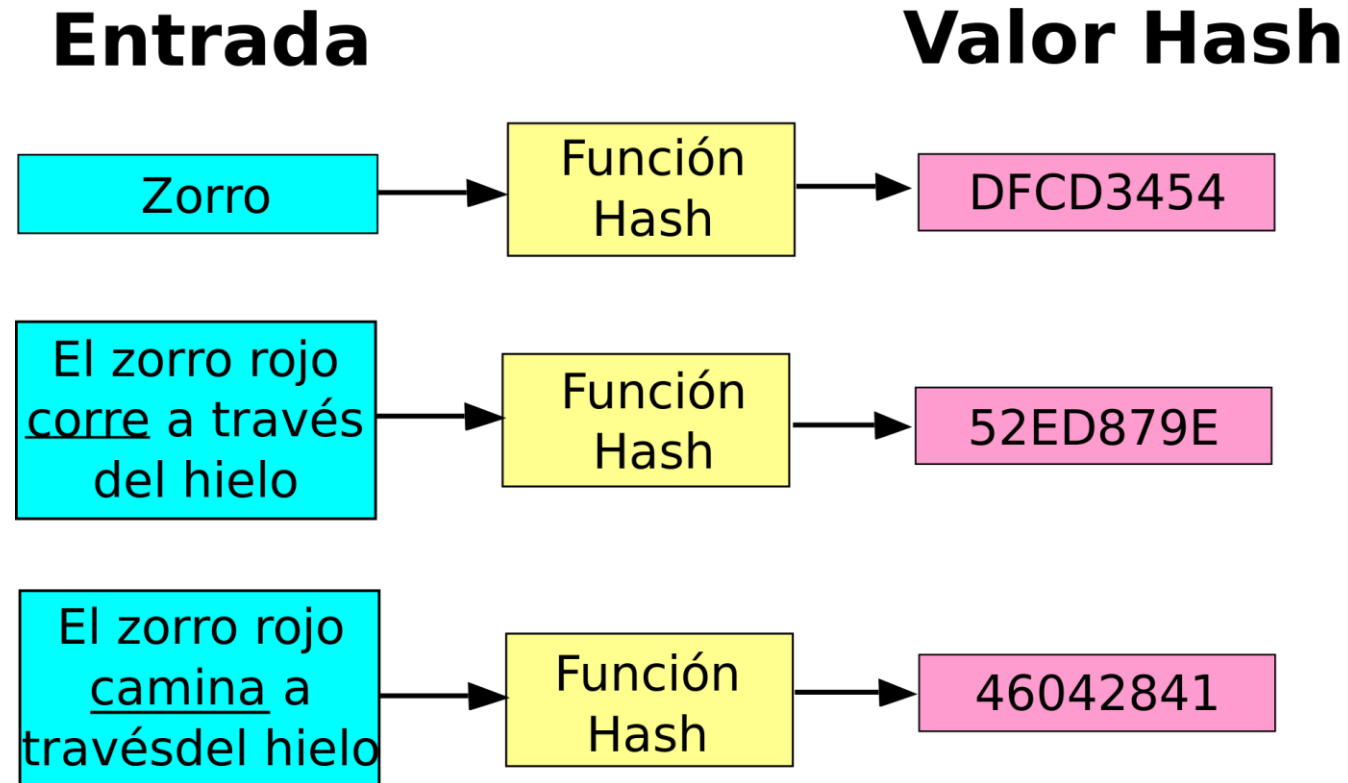 Entrada
Valor Hash
Zorro
Función
Hash
DFCD3454
El zorro rojo
corre a través
del hielo
Función
Hash
52ED879E
El zorro rojo
camina a
travésdel hielo
Función
Hash
46042841